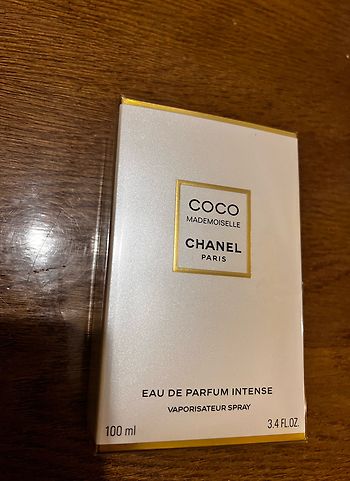 COCO
MADEMOISELLE
CHANEL
PARIS
EAU DE PARFUM INTENSE
VAPORISATEUR SPRAY
100 ml 3.4 FL.OZ.